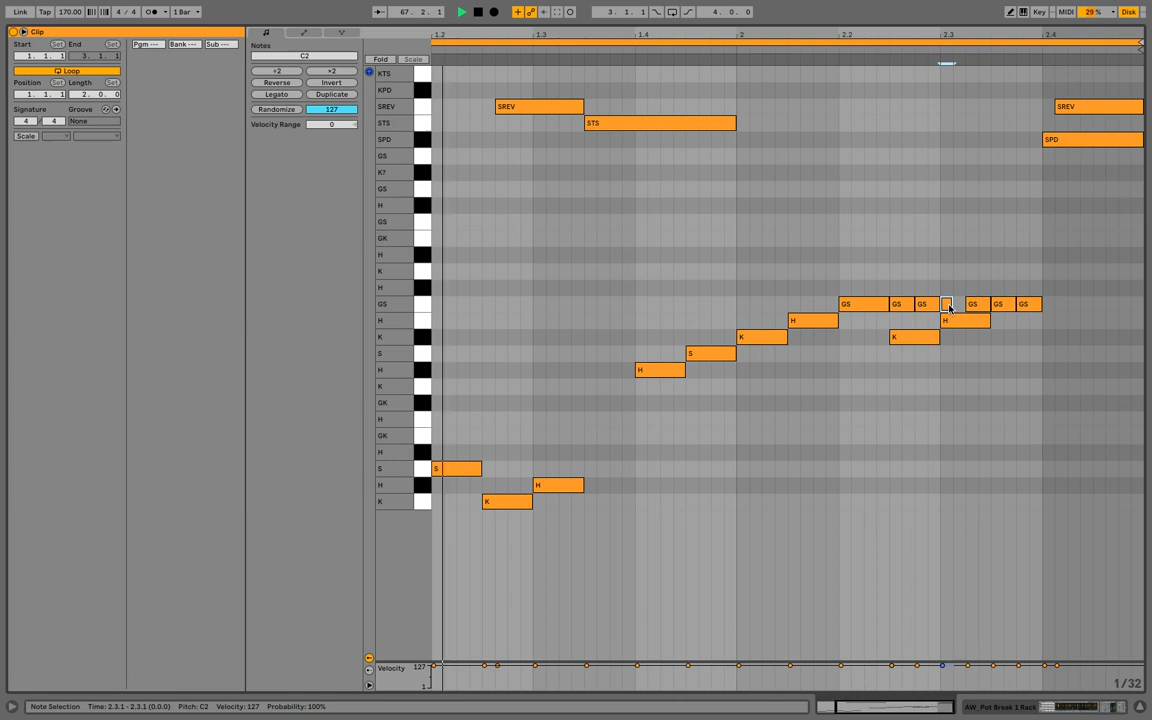 Link Tap 170.00 4 / 4 1 Bar 67. 2. 1 3. 1. 1 4. 0. 0 Key MIDI 29 % Disk
Clip
Start Set End Set
1. 1. 1 3. 1. 1
Loop
Position Set Length Set
1. 1. 1 2. 0. 0
Signature Groove
4 / 4 None
Scale
Pgm --- Bank --- Sub ---
Notes
C2
÷2 ×2
Reverse Invert
Legato Duplicate
Randomize 127
Velocity Range 0
1.2 1.3 1.4 2 2.2 2.3 2.4
Fold Scale
KTS
KPD
SREV SREV SREV
STS STS
SPD SPD
GS
K?
GS
H
GS
GK
H
K
H
GS GS GS GS GS GS GS
H H H
K K K
S S
H H
K
GK
H
GK
H
S S
H H
K K
Velocity 127
1
1/32
Note Selection Time: 2.3.1 - 2.3.1 (0.0.0) Pitch: C2 Velocity: 127 Probability: 100%
AW_Pot Break 1 Rack